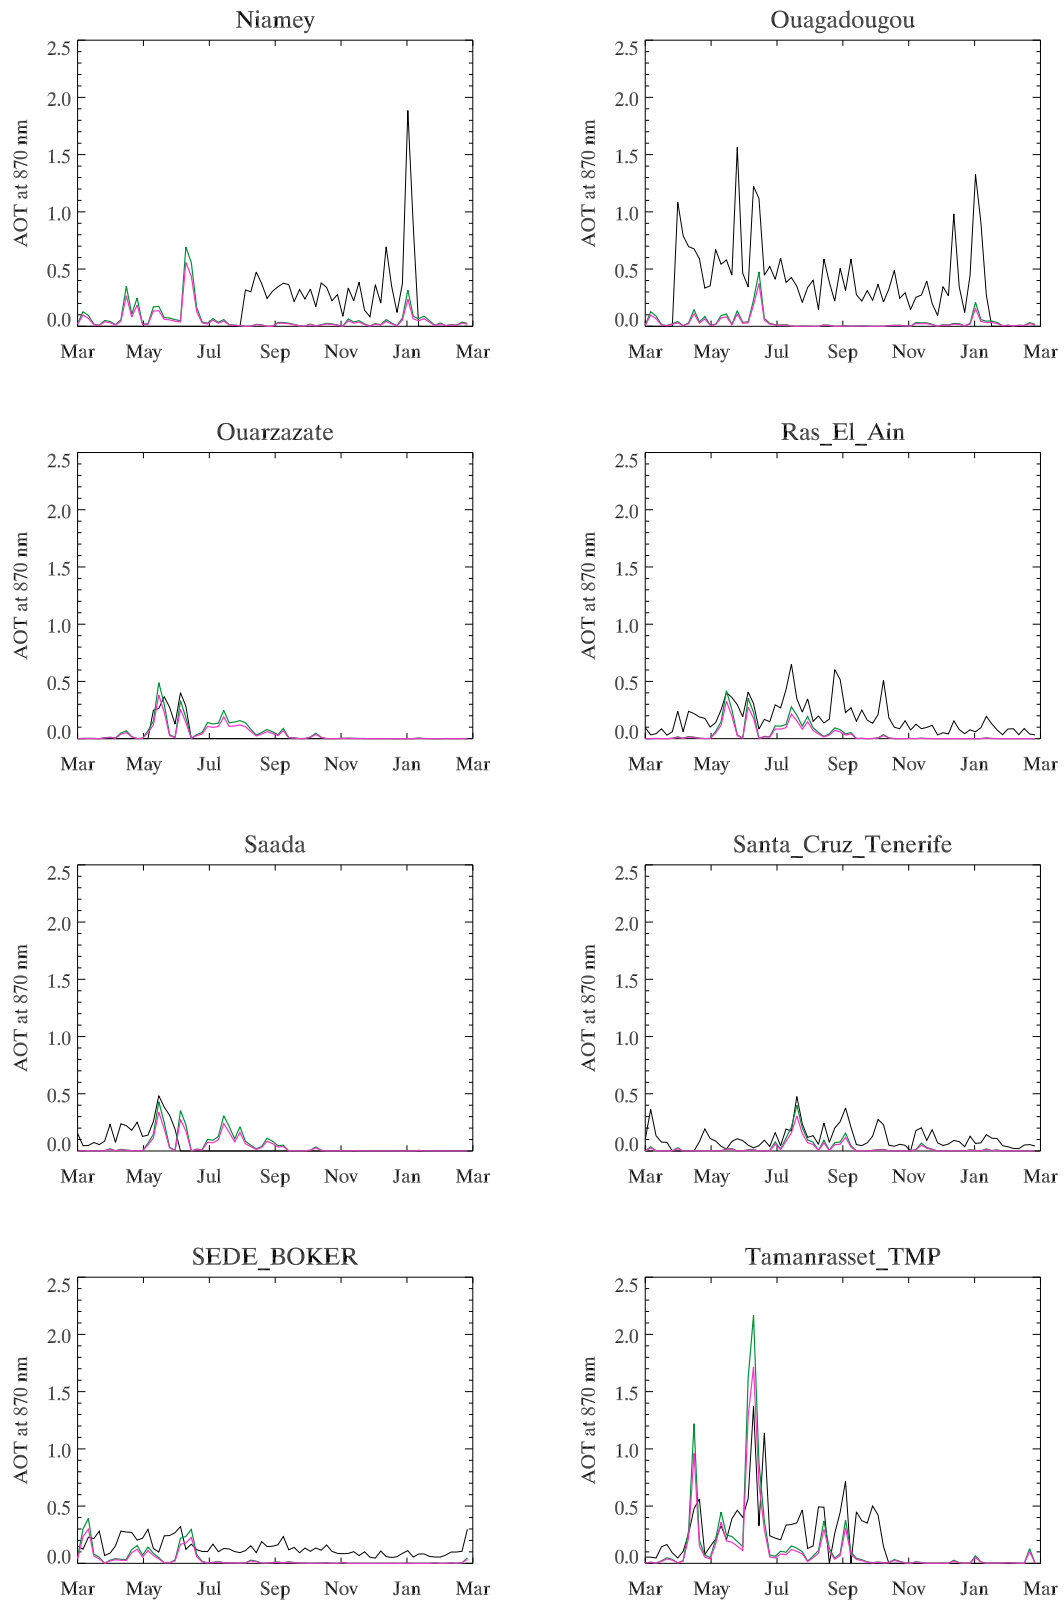 Niamey
AOT at 870 nm
2.5
2.0
1.5
1.0
0.5
0.0
Mar May Jul Sep Nov Jan Mar
Ouagadougou
AOT at 870 nm
2.5
2.0
1.5
1.0
0.5
0.0
Mar May Jul Sep Nov Jan Mar
Ouarzazate
AOT at 870 nm
2.5
2.0
1.5
1.0
0.5
0.0
Mar May Jul Sep Nov Jan Mar
Ras_El_Ain
AOT at 870 nm
2.5
2.0
1.5
1.0
0.5
0.0
Mar May Jul Sep Nov Jan Mar
Saada
AOT at 870 nm
2.5
2.0
1.5
1.0
0.5
0.0
Mar May Jul Sep Nov Jan Mar
Santa_Cruz_Tenerife
AOT at 870 nm
2.5
2.0
1.5
1.0
0.5
0.0
Mar May Jul Sep Nov Jan Mar
SEDE_BOKER
AOT at 870 nm
2.5
2.0
1.5
1.0
0.5
0.0
Mar May Jul Sep Nov Jan Mar
Tamanrasset_TMP
AOT at 870 nm
2.5
2.0
1.5
1.0
0.5
0.0
Mar May Jul Sep Nov Jan Mar